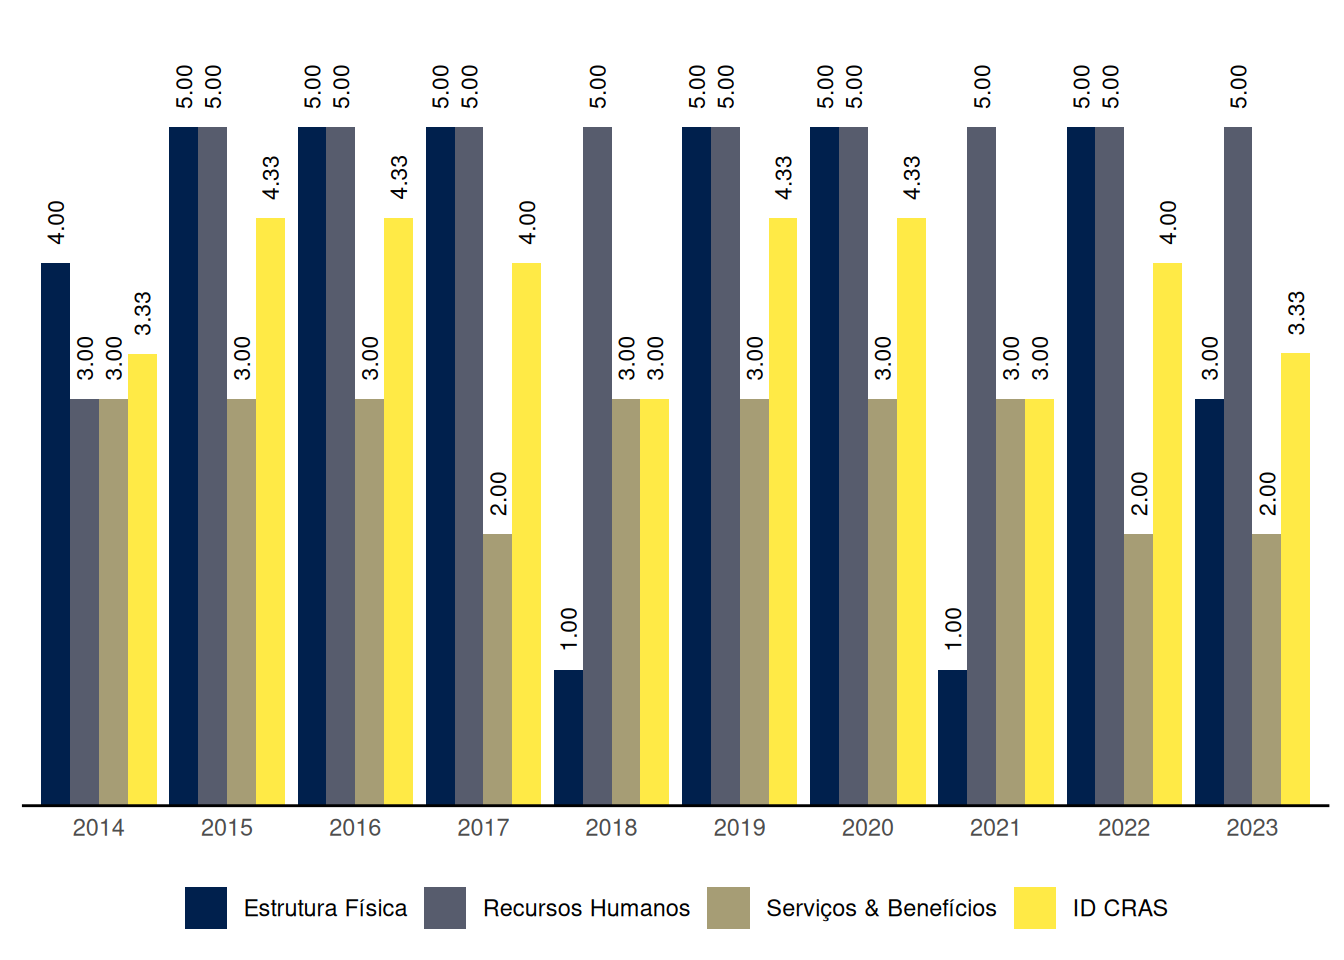 5.00 5.00 5.00 5.00 5.00 5.00 5.00 5.00 5.00 5.00 5.00 5.00 5.00 5.00 5.00
4.33 4.33 4.33 4.33
4.00 4.00 4.00
3.33 3.33
3.00 3.00 3.00 3.00 3.00 3.00 3.00 3.00 3.00 3.00 3.00
2.00 2.00 2.00
1.00 1.00
2014 2015 2016 2017 2018 2019 2020 2021 2022 2023
Estrutura Física Recursos Humanos Serviços & Benefícios ID CRAS